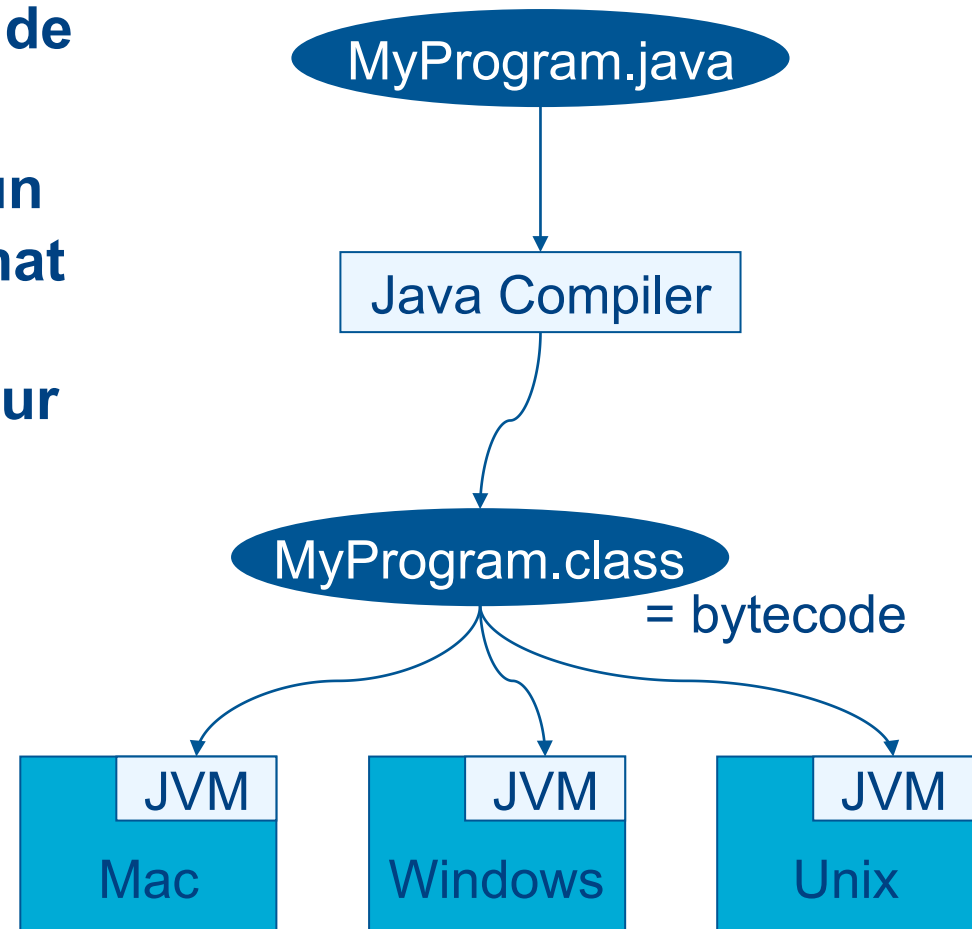 de
un
nat
ur
MyProgram.java
Java Compiler
MyProgram.class
= bytecode
JVM
JVM
JVM
Mac
Windows
Unix